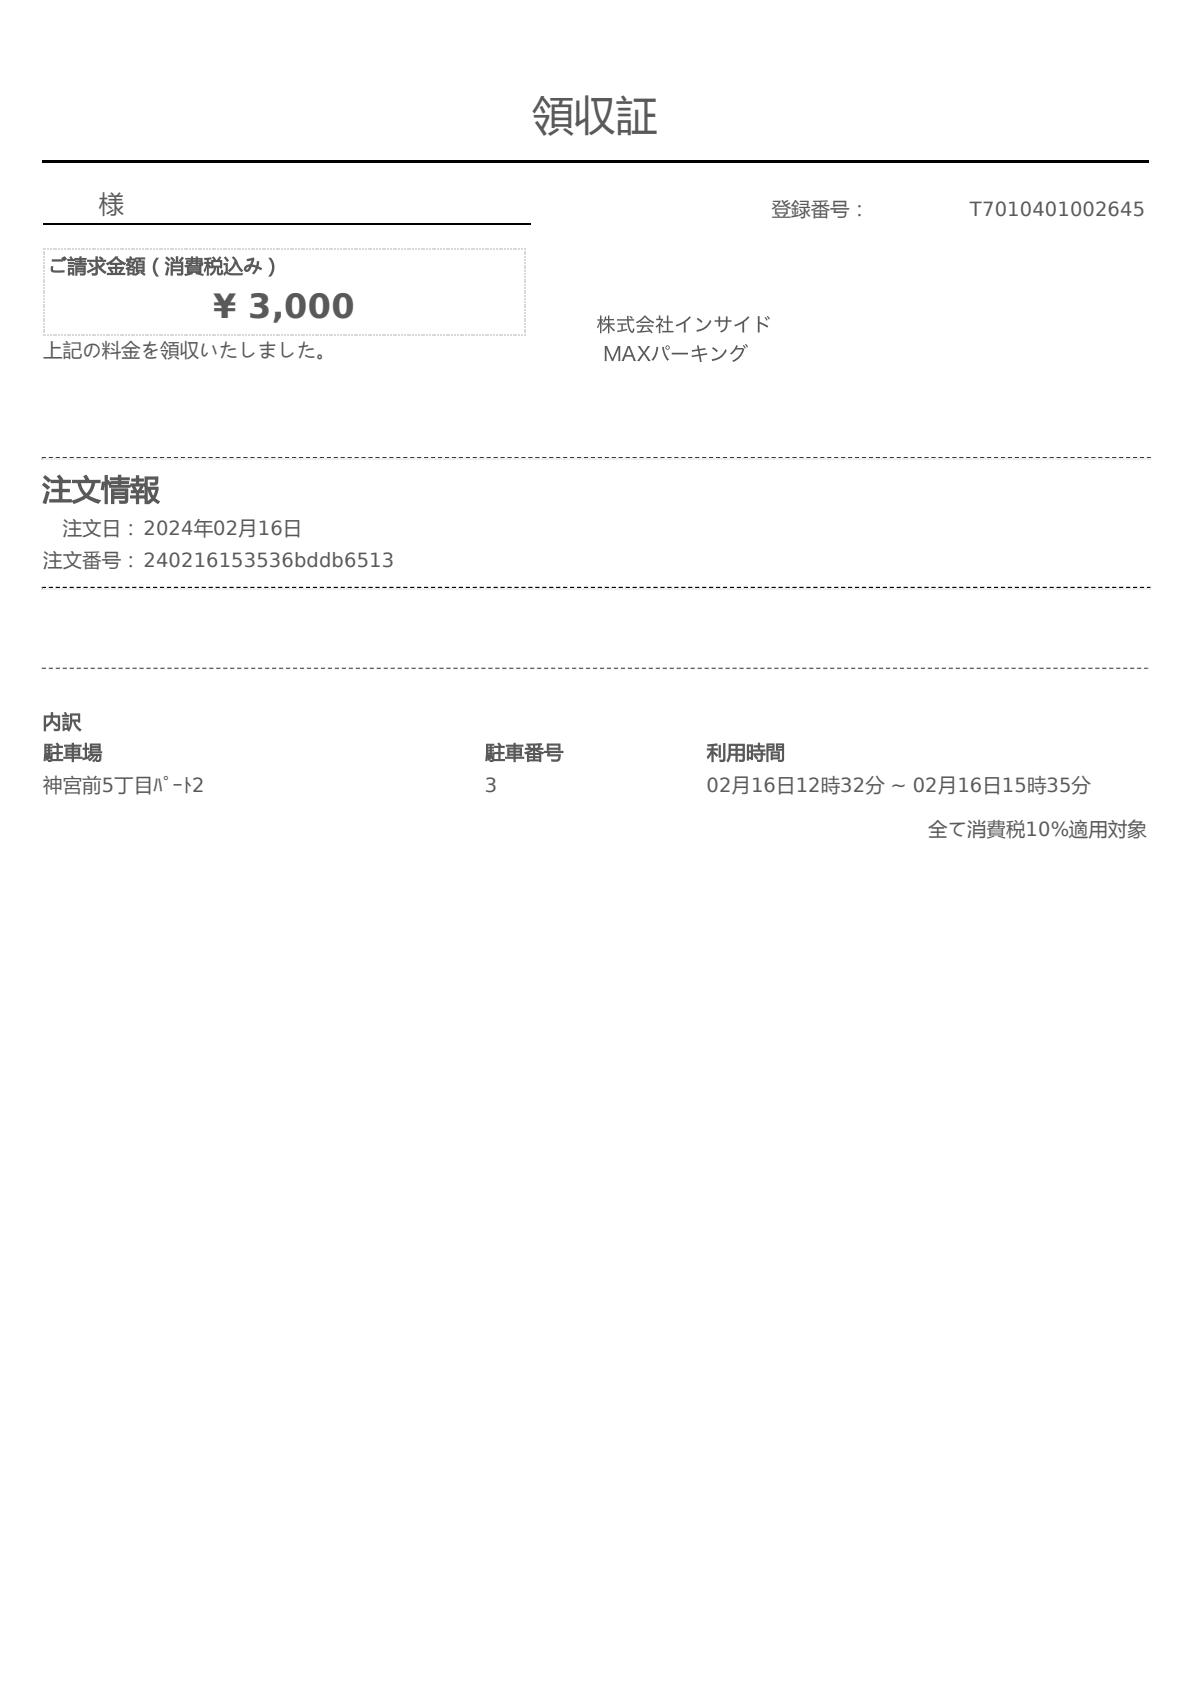 領収証
様
登録番号： T7010401002645
ご請求金額（消費税込み）
¥ 3,000
上記の料金を領収いたしました。
株式会社インサイド
MAXパーキング
注文情報
注文日：2024年02月16日
注文番号：240216153536bddb6513
内訳
駐車場 駐車番号 利用時間
神宮前5丁目ﾊﾟｰﾄ2 3 02月16日12時32分 ~ 02月16日15時35分
全て消費税10%適用対象